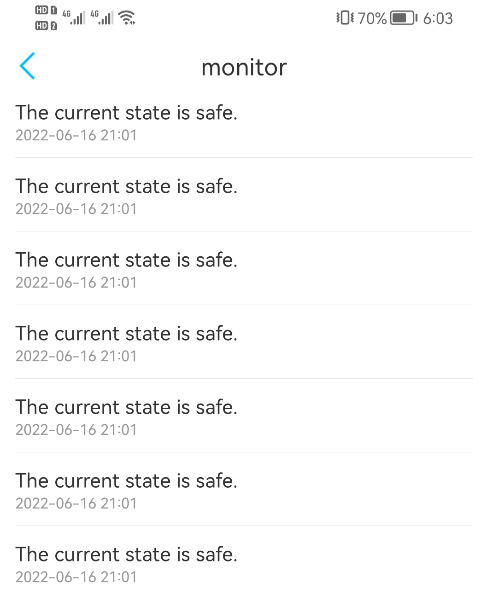 HD 1 4G 4G 70% 6:03
HD 2
monitor
The current state is safe.
2022-06-16 21:01
The current state is safe.
2022-06-16 21:01
The current state is safe.
2022-06-16 21:01
The current state is safe.
2022-06-16 21:01
The current state is safe.
2022-06-16 21:01
The current state is safe.
2022-06-16 21:01
The current state is safe.
2022-06-16 21:01